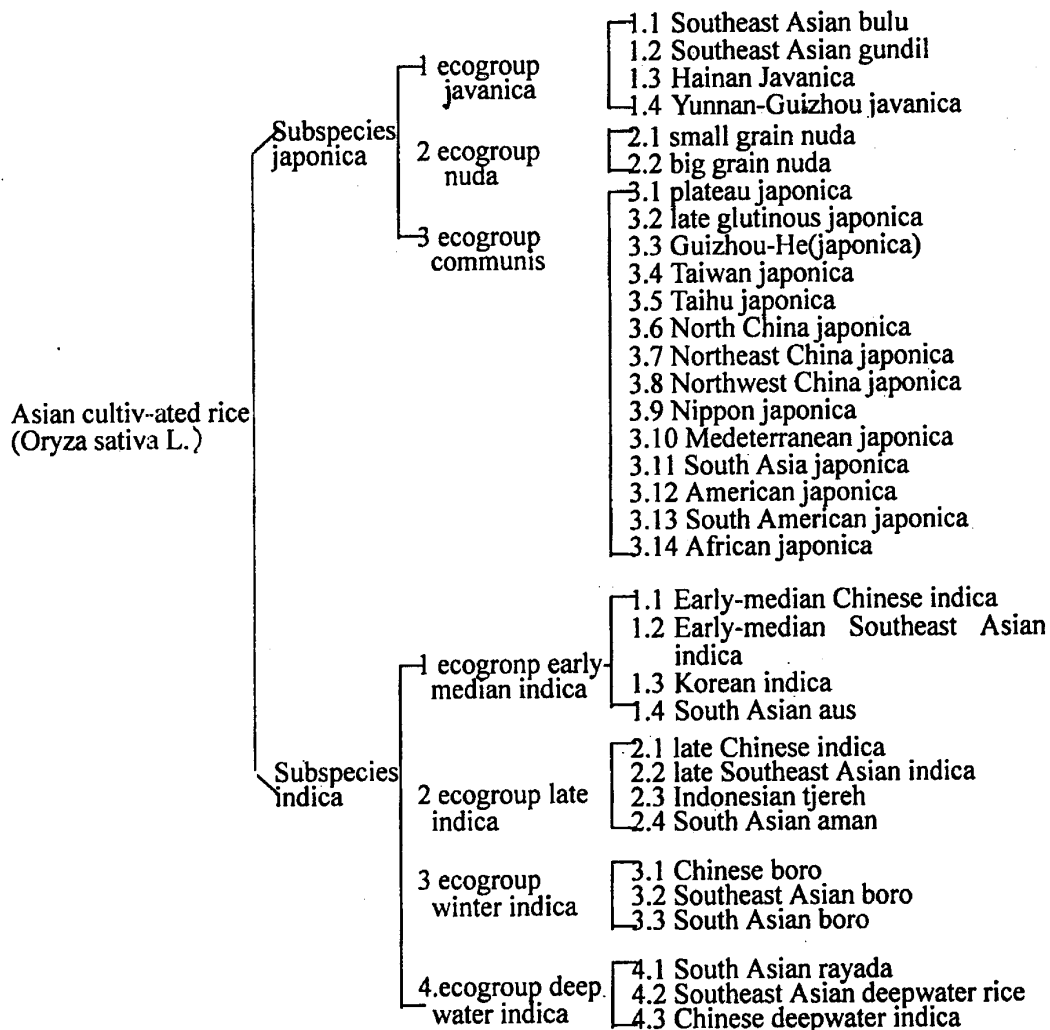 Asian cultiv-ated rice
(Oryza sativa L.)
Subspecies
japonica
1 ecogroup
javanica
1.1 Southeast Asian bulu
1.2 Southeast Asian gundil
1.3 Hainan Javanica
1.4 Yunnan-Guizhou javanica
2 ecogroup
nuda
2.1 small grain nuda
2.2 big grain nuda
3 ecogroup
communis
3.1 plateau japonica
3.2 late glutinous japonica
3.3 Guizhou-He(japonica)
3.4 Taiwan japonica
3.5 Taihu japonica
3.6 North China japonica
3.7 Northeast China japonica
3.8 Northwest China japonica
3.9 Nippon japonica
3.10 Medeterranean japonica
3.11 South Asia japonica
3.12 American japonica
3.13 South American japonica
3.14 African japonica
Subspecies
indica
1 ecogronp early-
median indica
1.1 Early-median Chinese indica
1.2 Early-median Southeast Asian
indica
1.3 Korean indica
1.4 South Asian aus
2 ecogroup late
indica
2.1 late Chinese indica
2.2 late Southeast Asian indica
2.3 Indonesian tjereh
2.4 South Asian aman
3 ecogroup
winter indica
3.1 Chinese boro
3.2 Southeast Asian boro
3.3 South Asian boro
4.ecogroup deep
water indica
4.1 South Asian rayada
4.2 Southeast Asian deepwater rice
4.3 Chinese deepwater indica